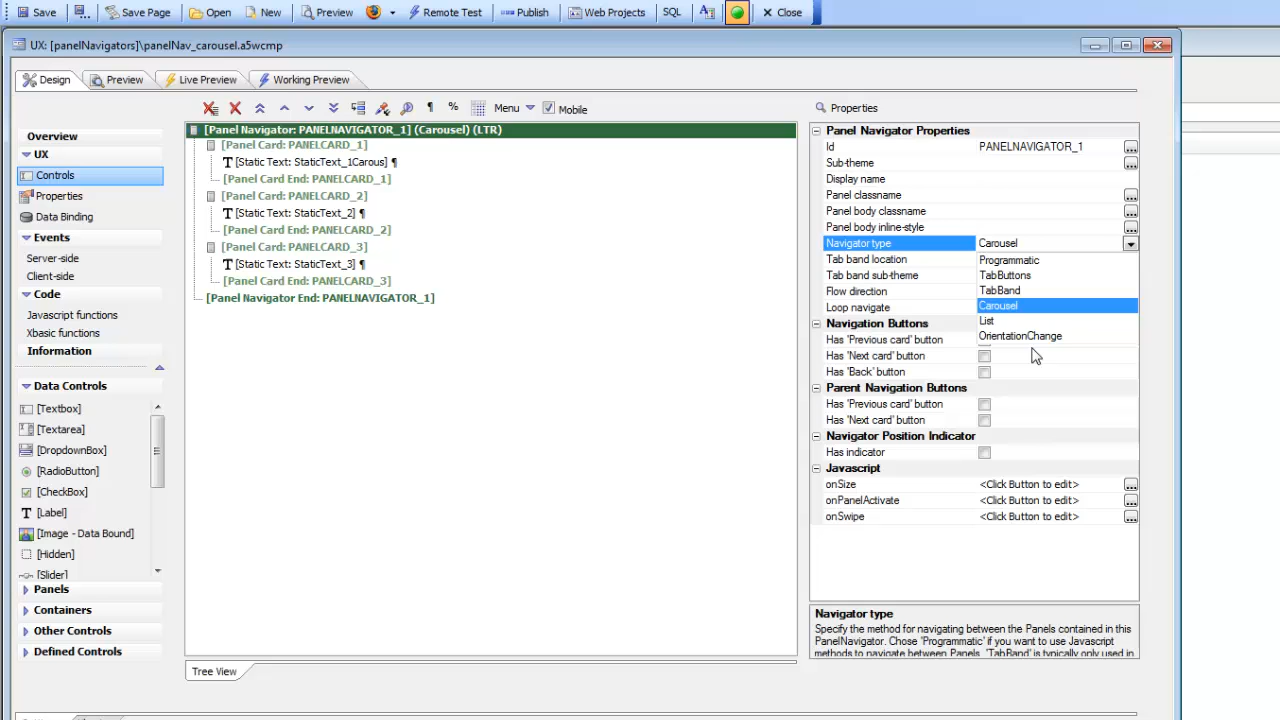 Save Save Page Open New Preview Remote Test Publish Web Projects SQL Close
UX: [panelNavigators]\panelNav_carousel.a5wcmp
Design Preview Live Preview Working Preview
Overview
UX
Controls
Properties
Data Binding
Events
Server-side
Client-side
Code
Javascript functions
Xbasic functions
Information
Data Controls
[Textbox]
[Textarea]
[DropdownBox]
[RadioButton]
[CheckBox]
[Label]
[Image - Data Bound]
[Hidden]
[Slider]
Panels
Containers
Other Controls
Defined Controls
¶ % Menu Mobile
[Panel Navigator: PANELNAVIGATOR_1] (Carousel) (LTR)
[Panel Card: PANELCARD_1]
[Static Text: StaticText_1Carous] ¶
[Panel Card End: PANELCARD_1]
[Panel Card: PANELCARD_2]
[Static Text: StaticText_2] ¶
[Panel Card End: PANELCARD_2]
[Panel Card: PANELCARD_3]
[Static Text: StaticText_3] ¶
[Panel Card End: PANELCARD_3]
[Panel Navigator End: PANELNAVIGATOR_1]
Tree View
Properties
Panel Navigator Properties
Id PANELNAVIGATOR_1
Sub-theme
Display name
Panel classname
Panel body classname
Panel body inline-style
Navigator type Carousel
Tab band location
Tab band sub-theme
Flow direction
Loop navigate
Programmatic
TabButtons
TabBand
Carousel
List
OrientationChange
Navigation Buttons
Has 'Previous card' button
Has 'Next card' button
Has 'Back' button
Parent Navigation Buttons
Has 'Previous card' button
Has 'Next card' button
Navigator Position Indicator
Has indicator
Javascript
onSize <Click Button to edit>
onPanelActivate <Click Button to edit>
onSwipe <Click Button to edit>
Navigator type
Specify the method for navigating between the Panels contained in this
PanelNavigator. Chose 'Programmatic' if you want to use Javascript
methods to navigate between Panels. 'TabBand' is typically only used in